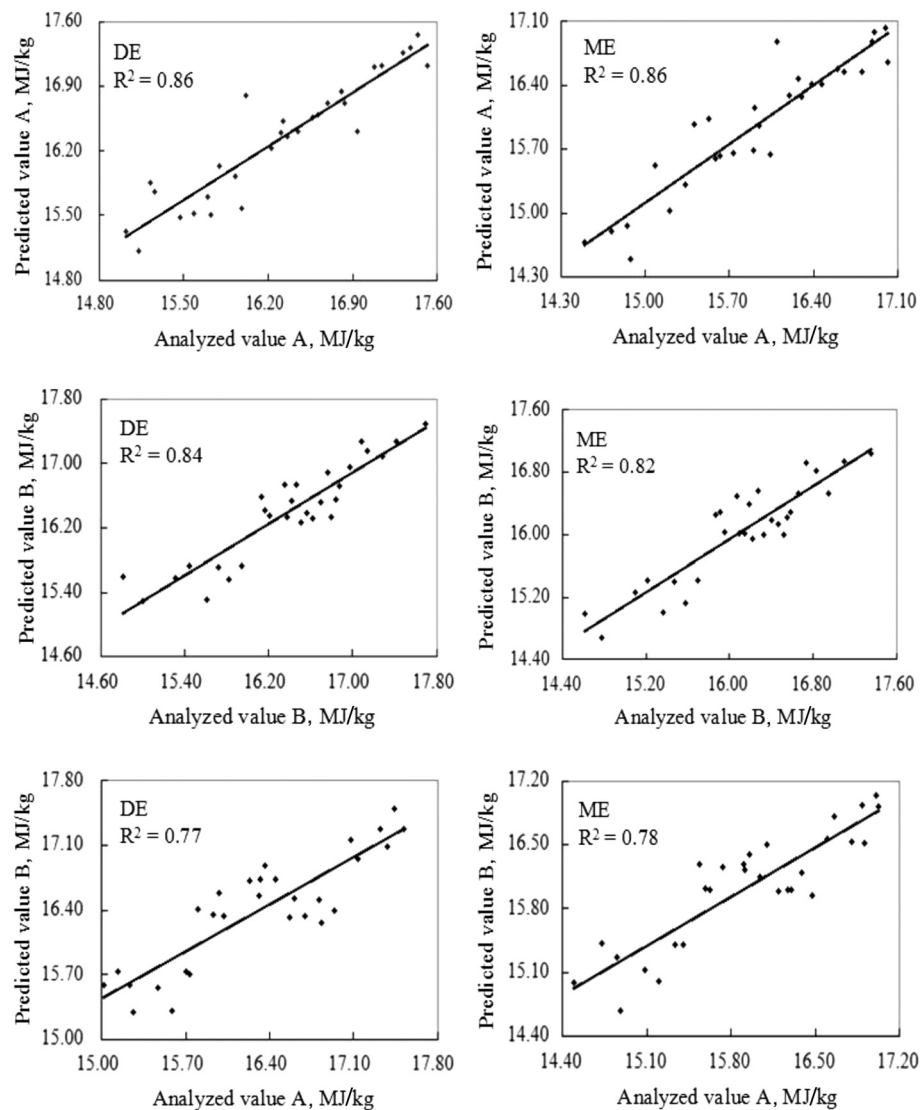 17.60
16.90
16.20
15.50
14.80
Predicted value A, MJ/kg
DE
R² = 0.86
14.80 15.50 16.20 16.90 17.60
Analyzed value A, MJ/kg
17.10
16.40
15.70
15.00
14.30
Predicted value A, MJ/kg
ME
R² = 0.86
14.30 15.00 15.70 16.40 17.10
Analyzed value A, MJ/kg
17.80
17.00
16.20
15.40
14.60
Predicted value B, MJ/kg
DE
R² = 0.84
14.60 15.40 16.20 17.00 17.80
Analyzed value B, MJ/kg
17.60
16.80
16.00
15.20
14.40
Predicted value B, MJ/kg
ME
R² = 0.82
14.40 15.20 16.00 16.80 17.60
Analyzed value B, MJ/kg
17.80
17.10
16.40
15.70
15.00
Predicted value B, MJ/kg
DE
R² = 0.77
15.00 15.70 16.40 17.10 17.80
Analyzed value A, MJ/kg
17.20
16.50
15.80
15.10
14.40
Predicted value B, MJ/kg
ME
R² = 0.78
14.40 15.10 15.80 16.50 17.20
Analyzed value A, MJ/kg